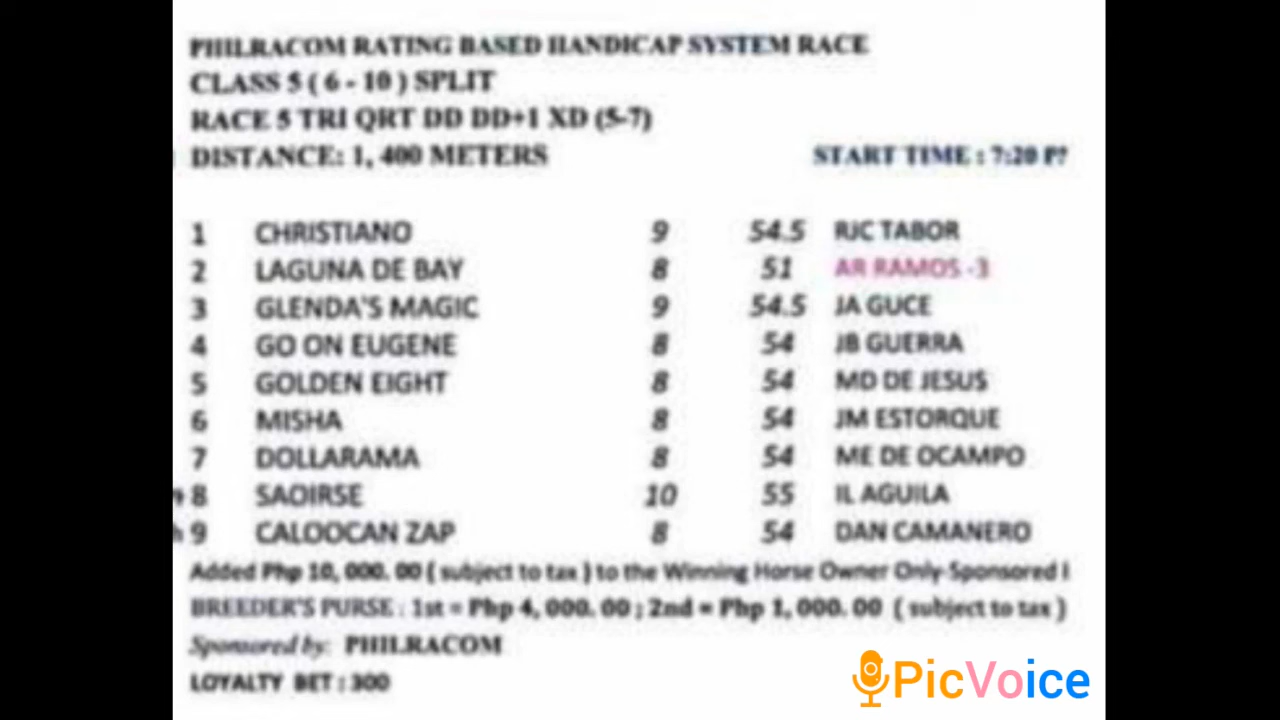 PHILRACOM RATING BASED HANDICAP SYSTEM RACE
CLASS 5 ( 6 - 10 ) SPLIT
RACE 5 TRI QRT DD DD+1 XD (5-7)
DISTANCE: 1, 400 METERS START TIME : 7:20 P?
1 CHRISTIANO 9 54.5 RJC TABOR
2 LAGUNA DE BAY 8 51 AR RAMOS -3
3 GLENDA'S MAGIC 9 54.5 JA GUCE
4 GO ON EUGENE 8 54 JB GUERRA
5 GOLDEN EIGHT 8 54 MD DE JESUS
6 MISHA 8 54 JM ESTORQUE
7 DOLLARAMA 8 54 ME DE OCAMPO
8 SAOIRSE 10 55 IL AGUILA
9 CALOOCAN ZAP 8 54 DAN CAMANERO
Added Php 10, 000. 00 ( subject to tax ) to the Winning Horse Owner Only-Sponsored
BREEDER'S PURSE : 1st = Php 4, 000. 00 ; 2nd = Php 1, 000. 00 ( subject to tax )
Sponsored by: PHILRACOM
LOYALTY BET : 300
PicVoice